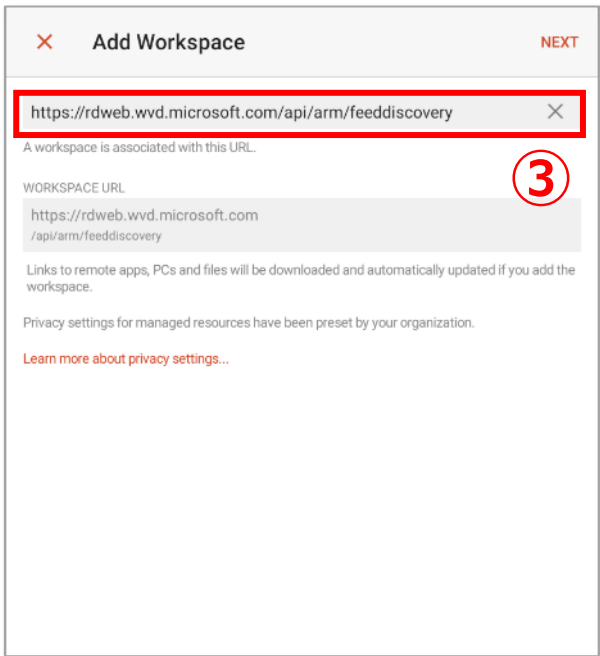 × Add Workspace NEXT
https://rdweb.wvd.microsoft.com/api/arm/feeddiscovery ×
A workspace is associated with this URL.
③
WORKSPACE URL
https://rdweb.wvd.microsoft.com
/api/arm/feeddiscovery
Links to remote apps, PCs and files will be downloaded and automatically updated if you add the
workspace.
Privacy settings for managed resources have been preset by your organization.
Learn more about privacy settings...